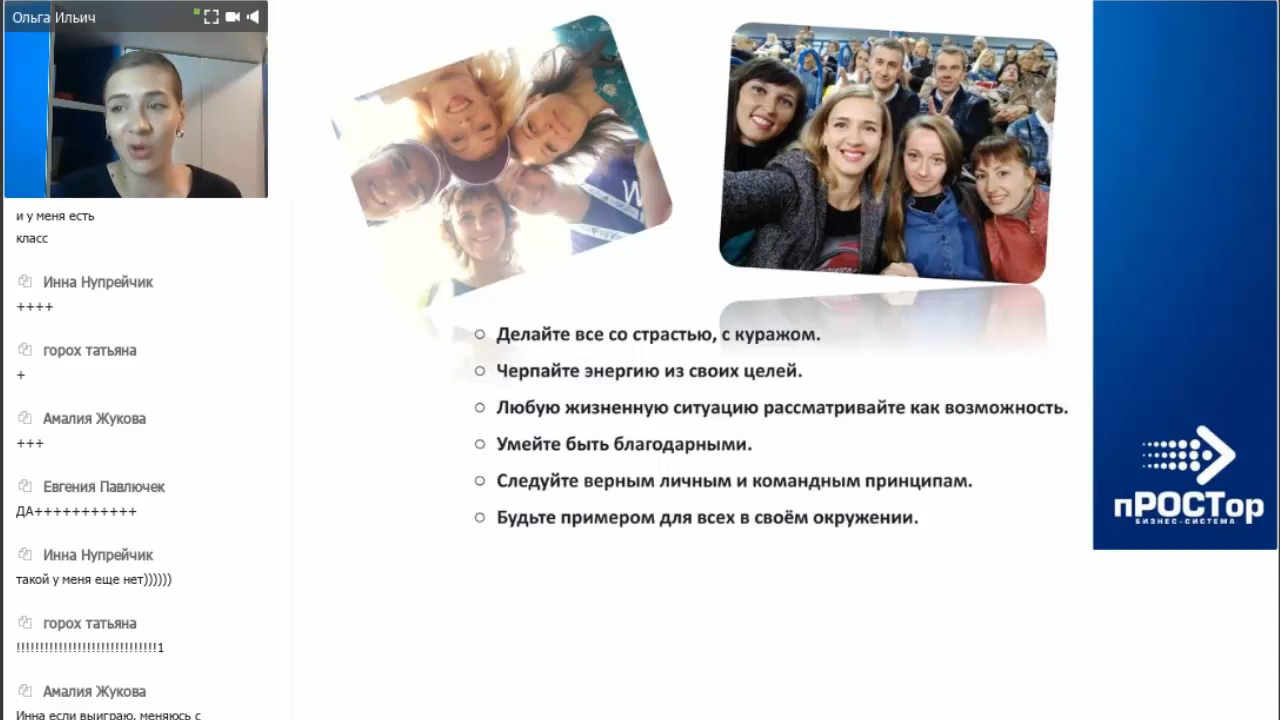 Ольга Ильич
и у меня есть
класс
Инна Нупрейчик
++++
горох татьяна
+
Амалия Жукова
+++
Евгения Павлючек
ДА+++++++++++
Инна Нупрейчик
такой у меня еще нет))))))
горох татьяна
!!!!!!!!!!!!!!!!!!!!!!!!!!!!!!1
Амалия Жукова
Инна если выиграю, меняюсь с
Делайте все со страстью, с куражом.
Черпайте энергию из своих целей.
Любую жизненную ситуацию рассматривайте как возможность.
Умейте быть благодарными.
Следуйте верным личным и командным принципам.
Будьте примером для всех в своём окружении.
пРОСТор
БИЗНЕС-СИСТЕМА